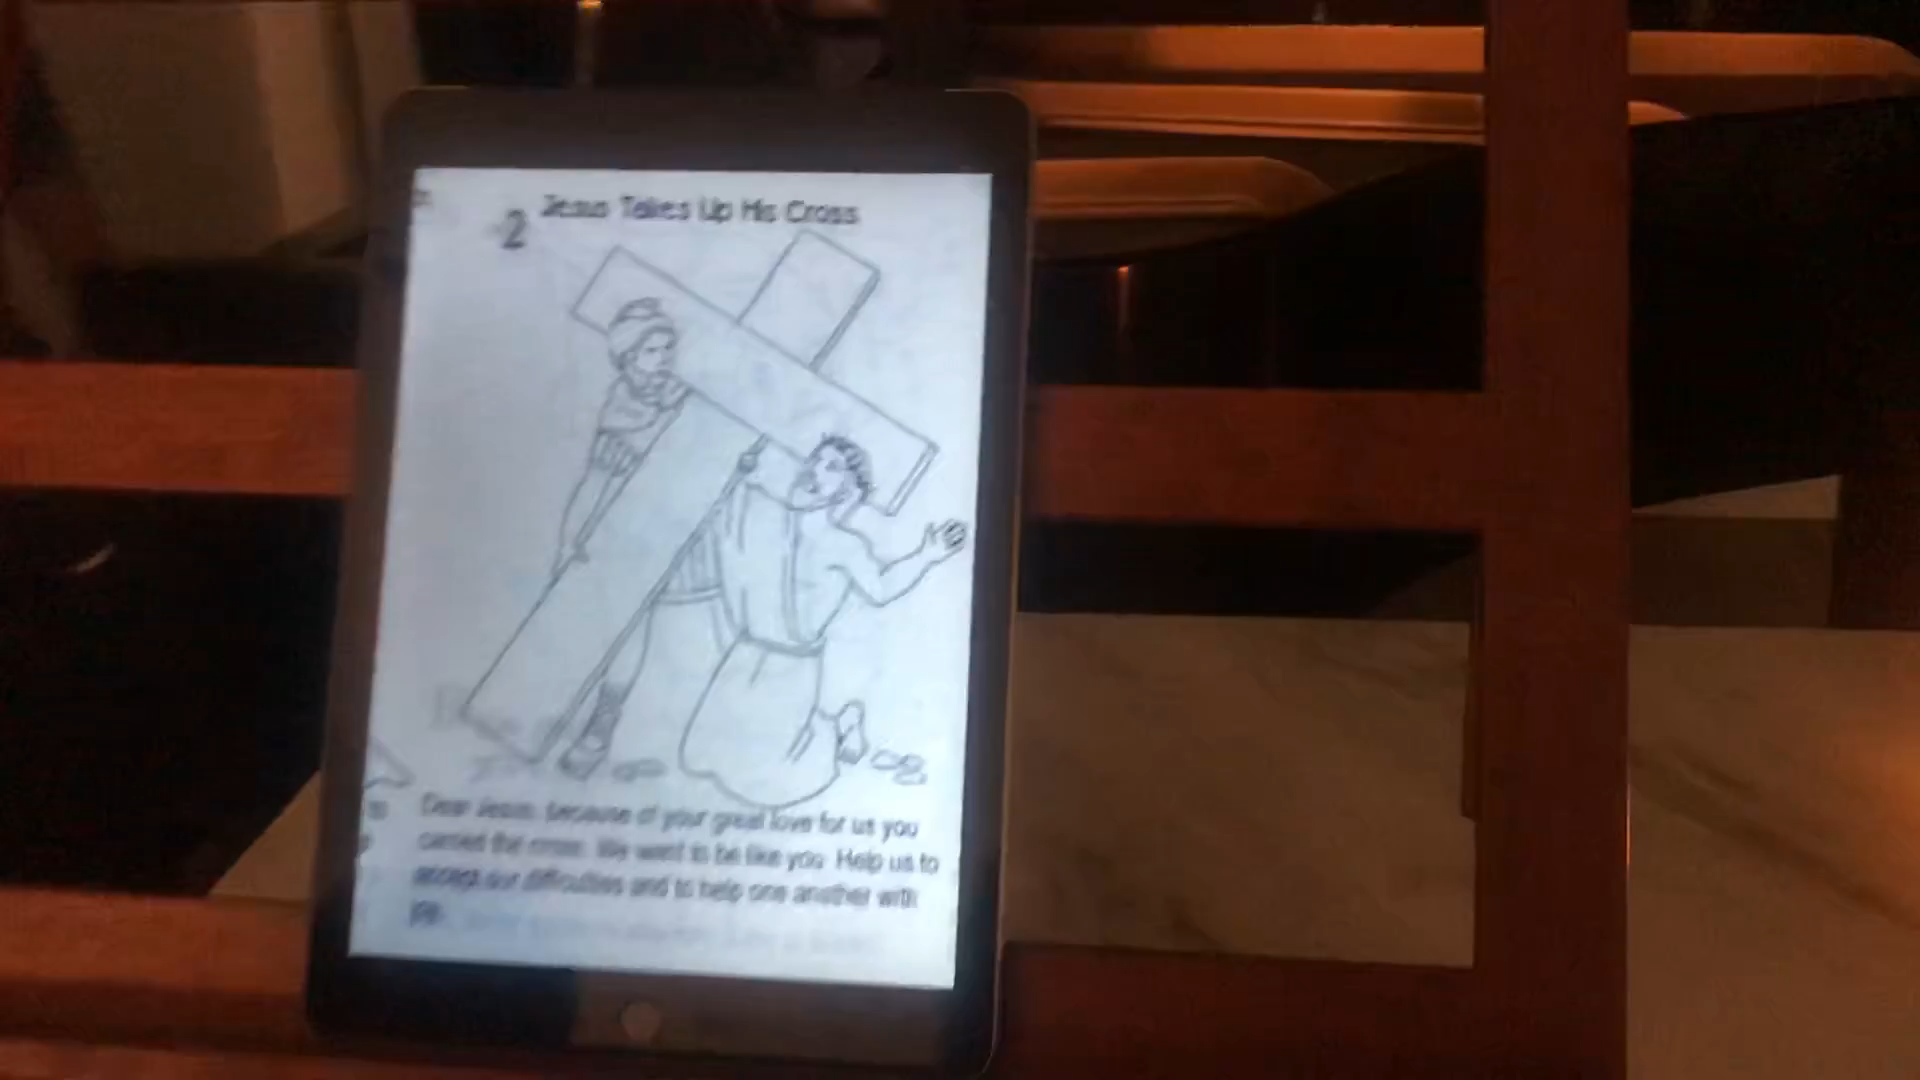 Jesus Takes Up His Cross
2
Dear Jesus, because of your great love for us you
carried the cross. We want to be like you. Help us to
accept our difficulties and to help one another with